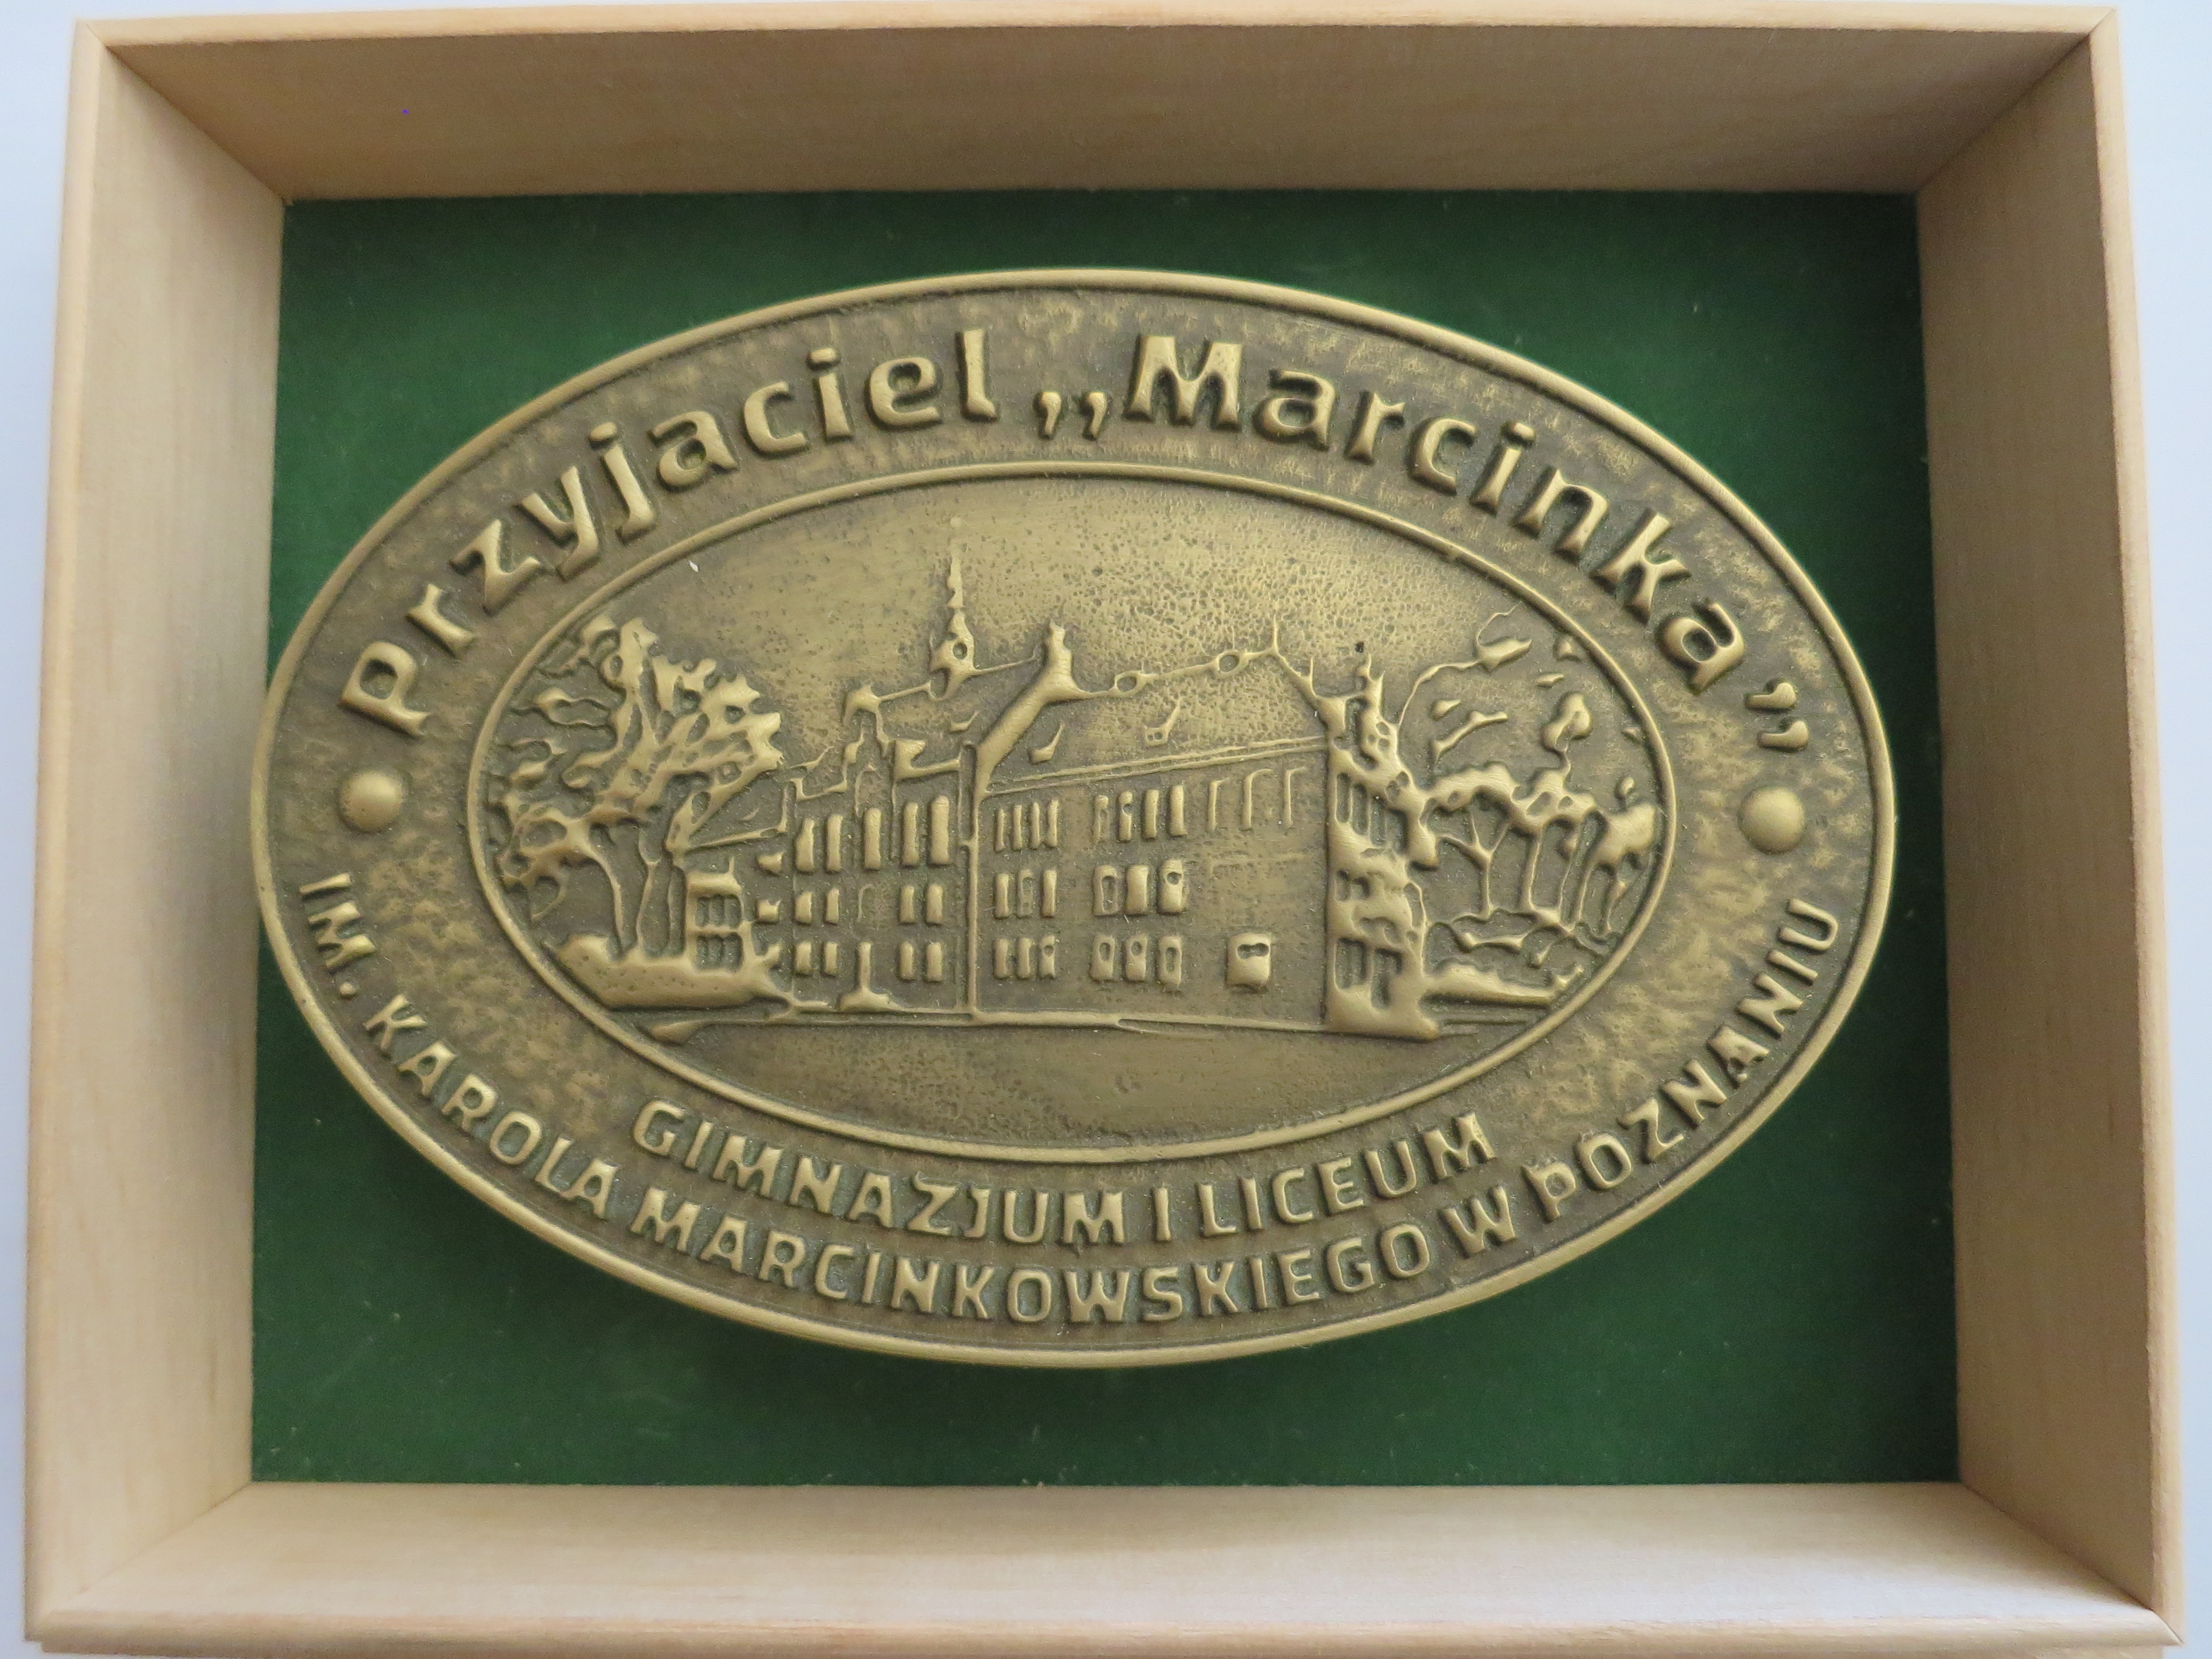 Przyjaciel „Marcinka”
GIMNAZJUM I LICEUM
IM. KAROLA MARCINKOWSKIEGO W POZNANIU